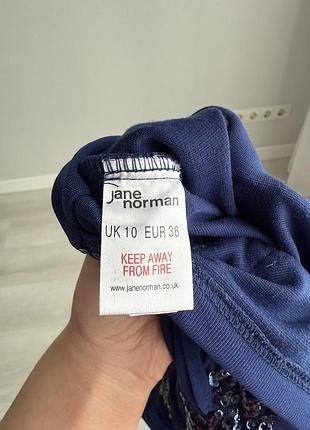 jane
norman
UK 10 EUR 36
KEEP AWAY
FROM FIRE
www.janenorman.co.uk